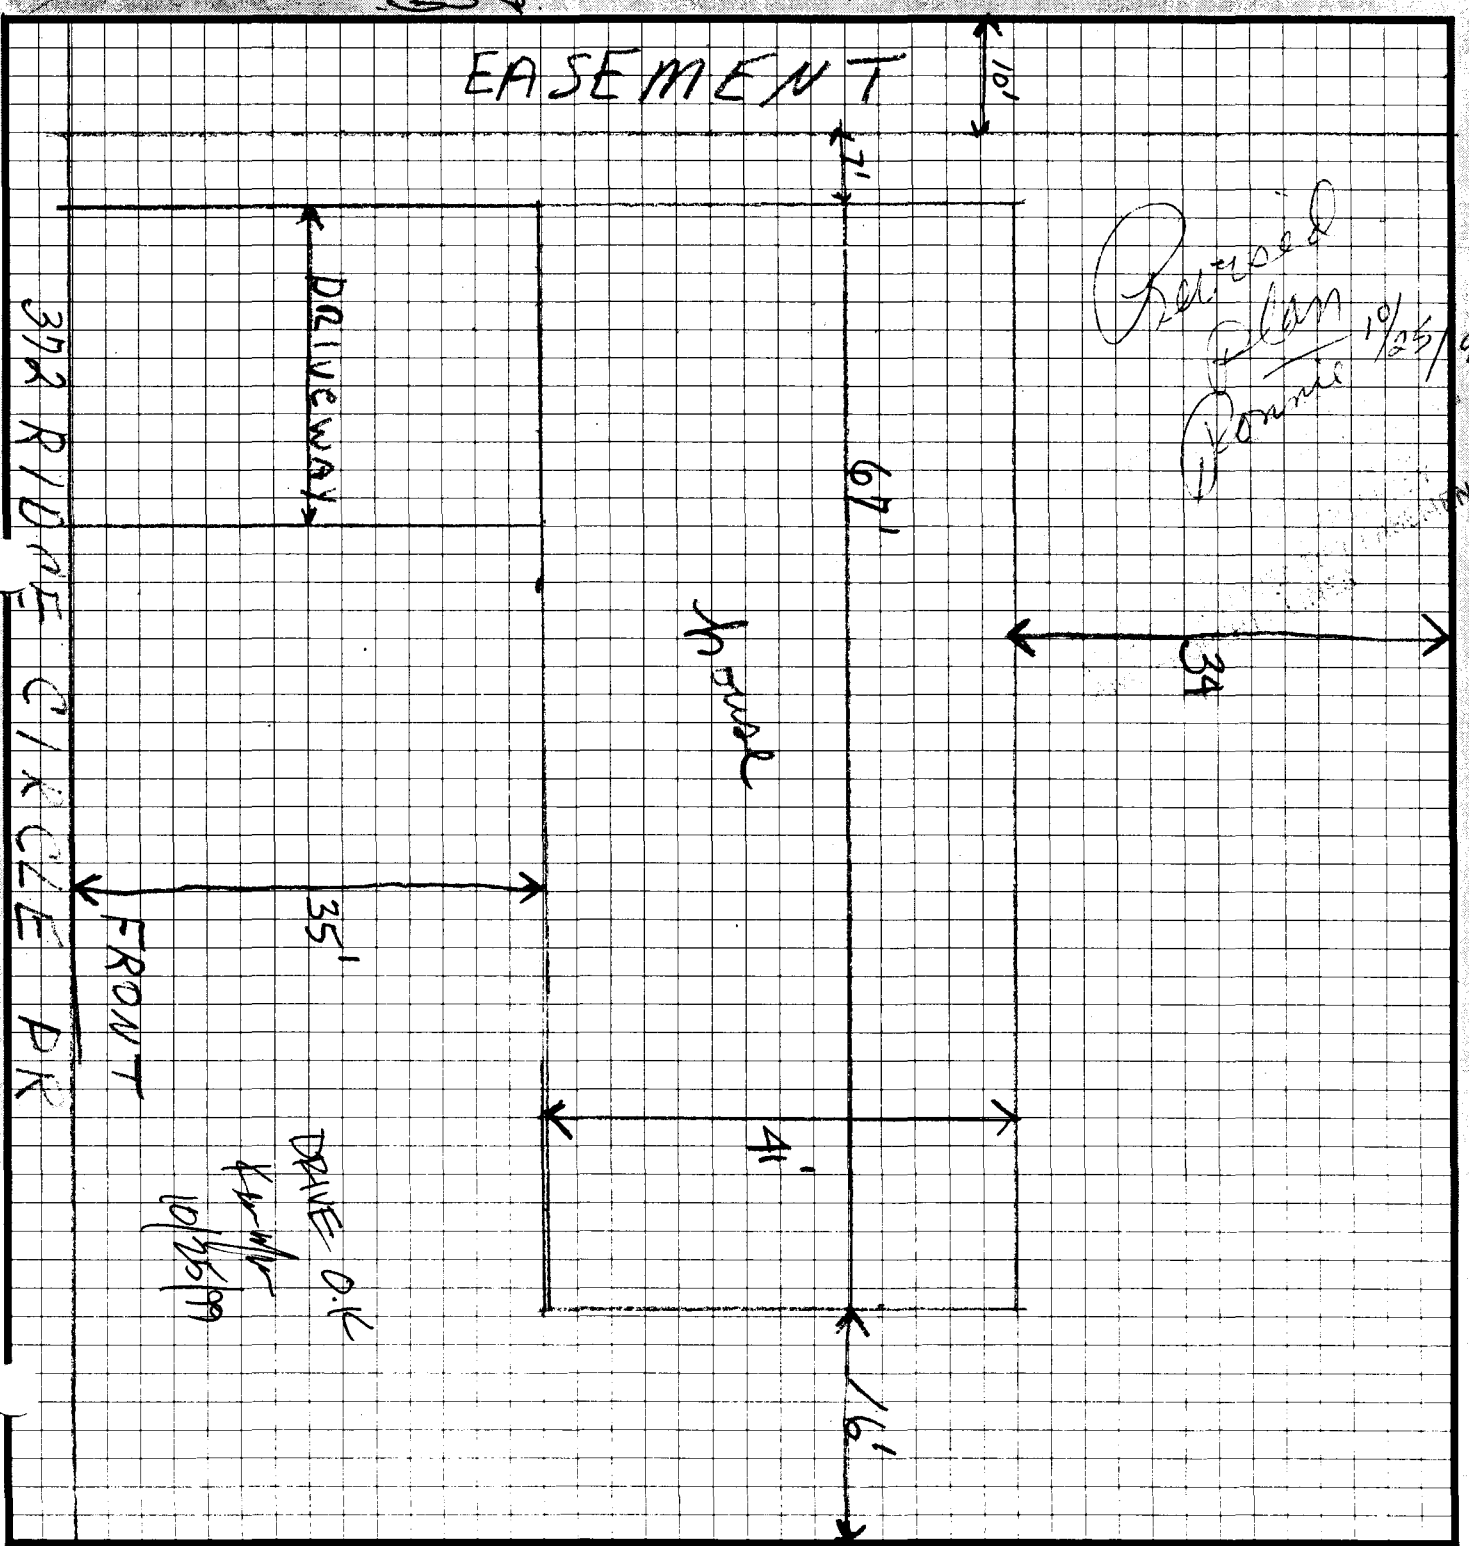 EASEMENT
10'
7'
Revised
Plan
Ronnie 10/25/9
DRIVEWAY
67'
34
House
372 RIDGE CIRCLE DR
35'
FRONT
41'
DRIVE O.K
10/25/99
16'